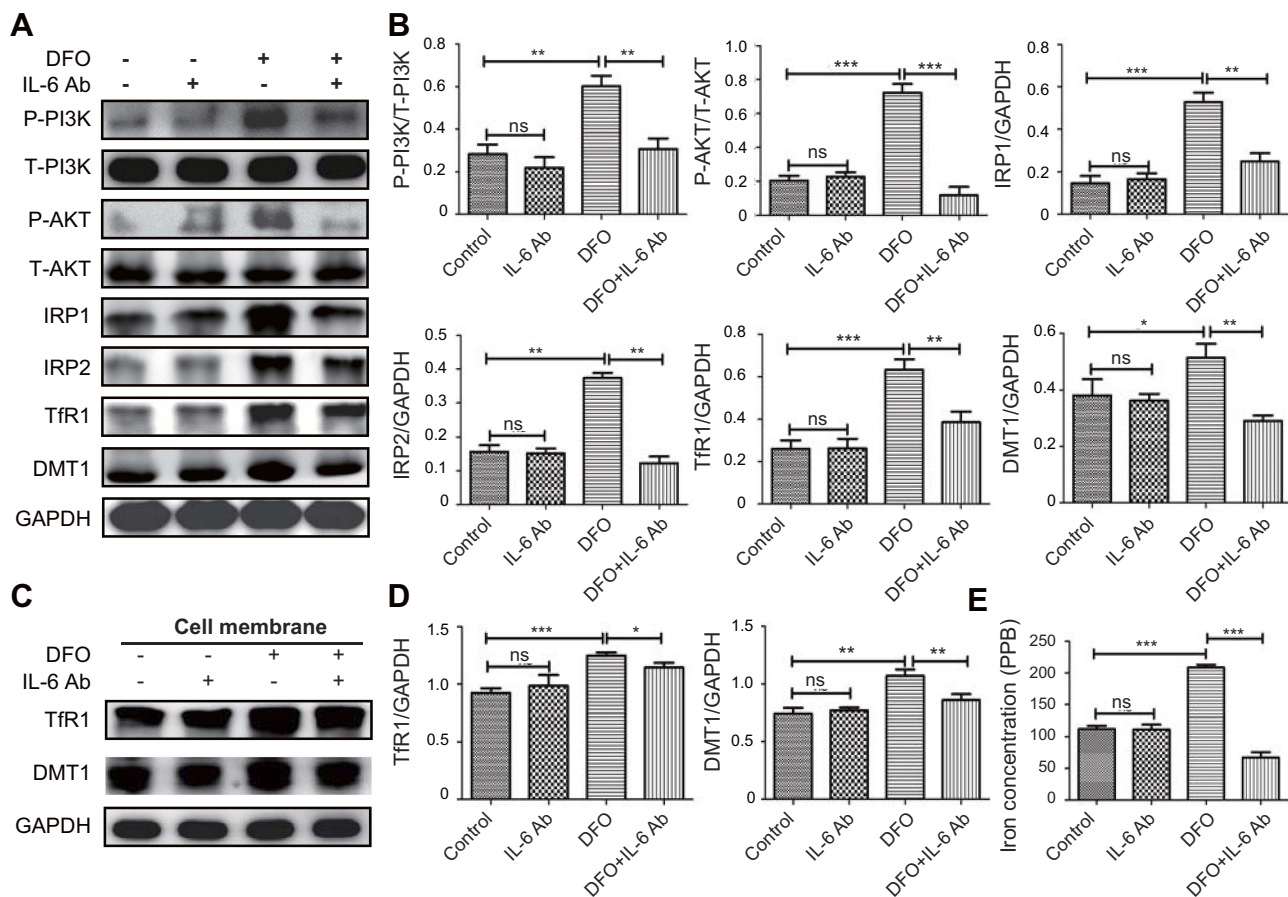 A
DFO - - + +
IL-6 Ab - + - +
P-PI3K
T-PI3K
P-AKT
T-AKT
IRP1
IRP2
TfR1
DMT1
GAPDH
B
P-PI3K/T-PI3K
0.8
0.6
0.4
0.2
0
ns
**
**
Control
IL-6 Ab
DFO
DFO+IL-6 Ab
P-AKT/T-AKT
1.0
0.8
0.6
0.4
0.2
0
ns
***
***
Control
IL-6 Ab
DFO
DFO+IL-6 Ab
IRP1/GAPDH
0.8
0.6
0.4
0.2
0
ns
***
**
Control
IL-6 Ab
DFO
DFO+IL-6 Ab
IRP2/GAPDH
0.5
0.4
0.3
0.2
0.1
0
ns
**
**
Control
IL-6 Ab
DFO
DFO+IL-6 Ab
TfR1/GAPDH
0.8
0.6
0.4
0.2
0
ns
***
**
Control
IL-6 Ab
DFO
DFO+IL-6 Ab
DMT1/GAPDH
0.6
0.4
0.2
0
ns
*
**
Control
IL-6 Ab
DFO
DFO+IL-6 Ab
C
Cell membrane
DFO - - + +
IL-6 Ab - + - +
TfR1
DMT1
GAPDH
D
TfR1/GAPDH
1.5
1.0
0.5
0
ns
***
*
Control
IL-6 Ab
DFO
DFO+IL-6 Ab
DMT1/GAPDH
1.5
1.0
0.5
0
ns
**
**
Control
IL-6 Ab
DFO
DFO+IL-6 Ab
E
Iron concentration (PPB)
250
200
150
100
50
0
ns
***
***
Control
IL-6 Ab
DFO
DFO+IL-6 Ab